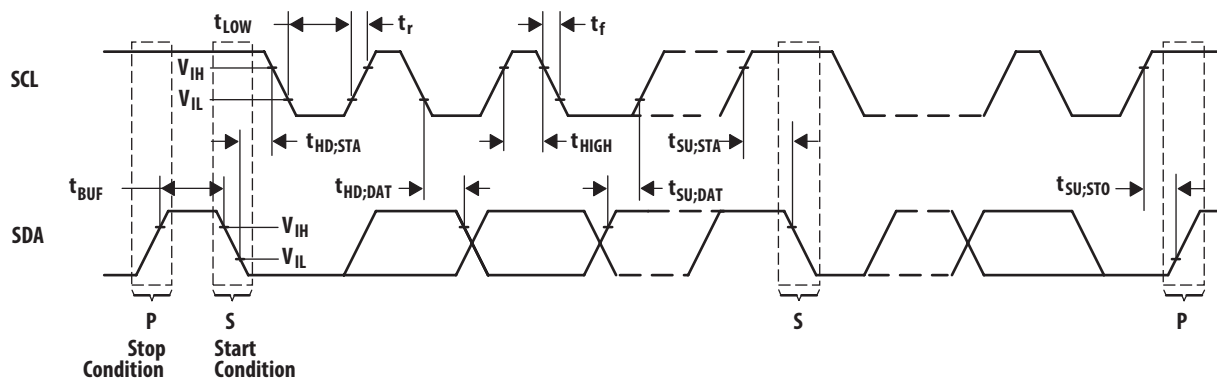 tLOW
tr
tf
SCL
VIH
VIL
tHD;STA
tHIGH
tSU;STA
tBUF
tHD;DAT
tSU;DAT
tSU;STO
SDA
VIH
VIL
P
S
S
P
Stop
Condition
Start
Condition